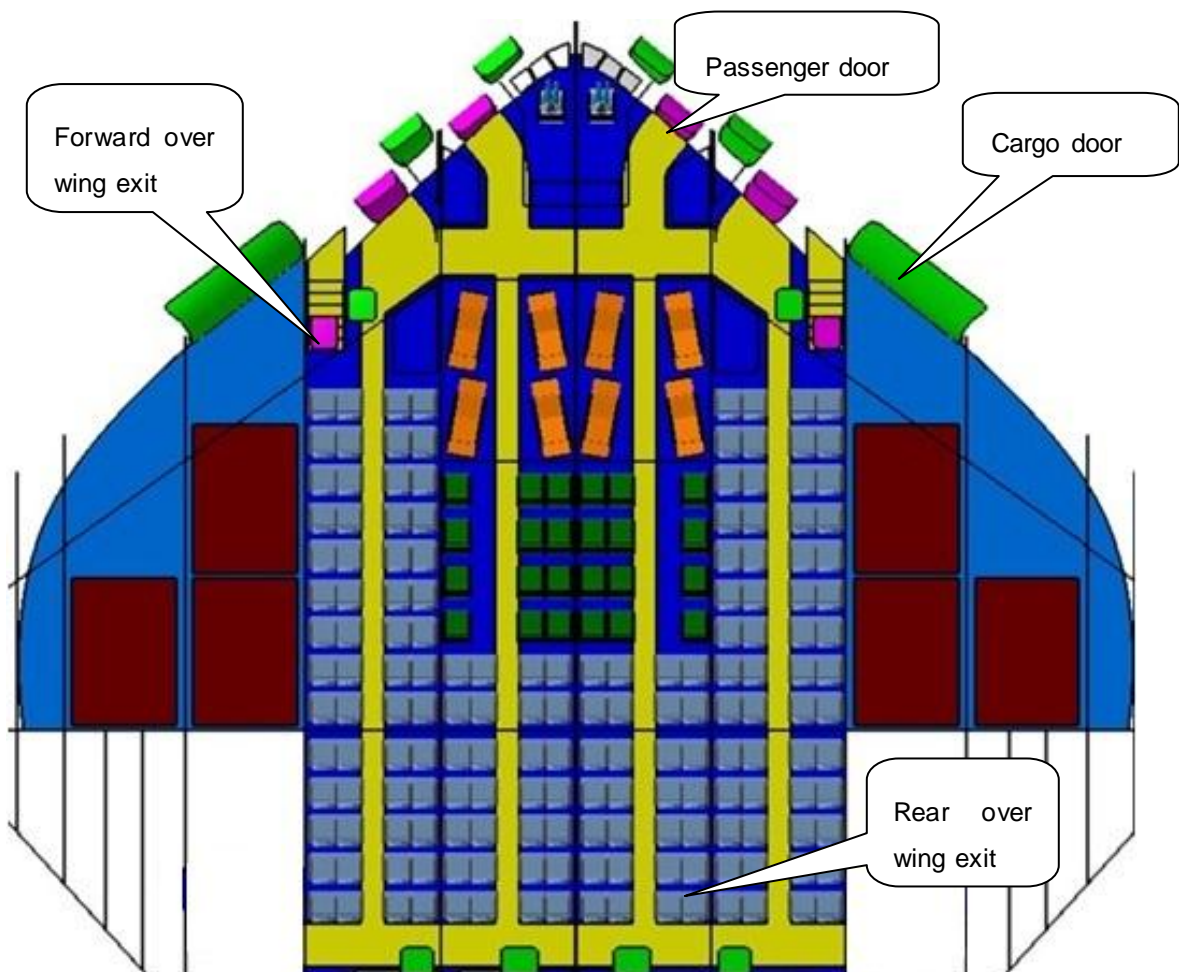 Passenger door
Forward over
wing exit
Cargo door
Rear over
wing exit